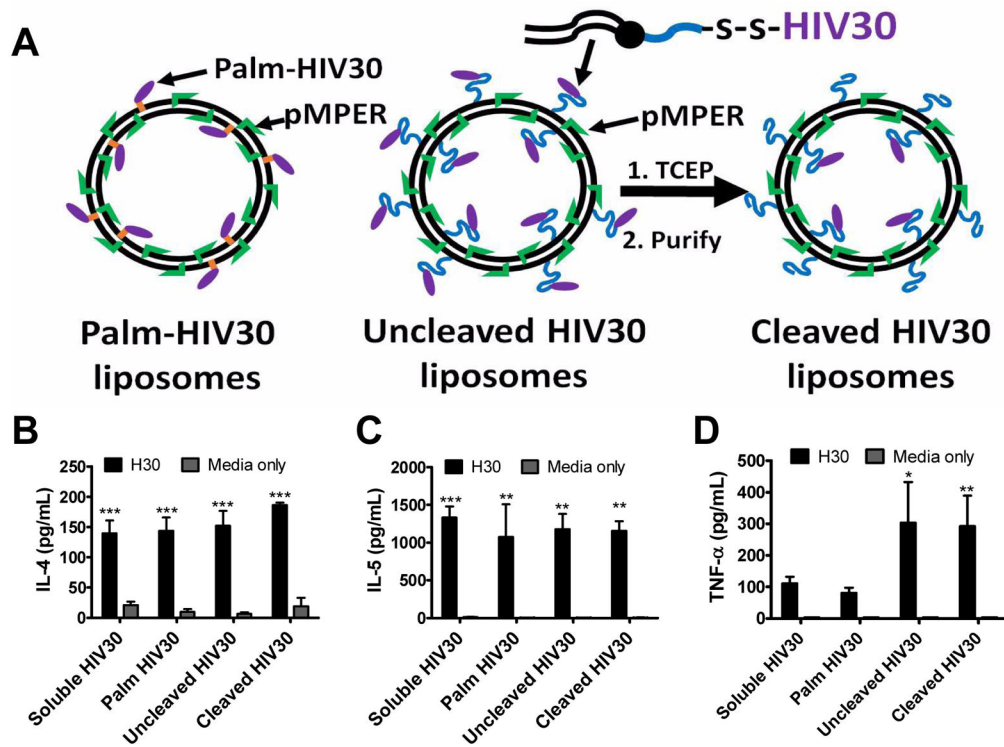 A
-S-S-HIV30
Palm-HIV30
pMPER
pMPER
1. TCEP
2. Purify
Palm-HIV30
liposomes
Uncleaved HIV30
liposomes
Cleaved HIV30
liposomes
B
H30 Media only
IL-4 (pg/mL)
250
200
150
100
50
0
*** *** *** ***
Soluble HIV30
Palm HIV30
Uncleaved HIV30
Cleaved HIV30
C
H30 Media only
IL-5 (pg/mL)
2000
1500
1000
500
0
*** ** ** **
Soluble HIV30
Palm HIV30
Uncleaved HIV30
Cleaved HIV30
D
H30 Media only
TNF-α (pg/mL)
500
400
300
200
100
0
* **
Soluble HIV30
Palm HIV30
Uncleaved HIV30
Cleaved HIV30